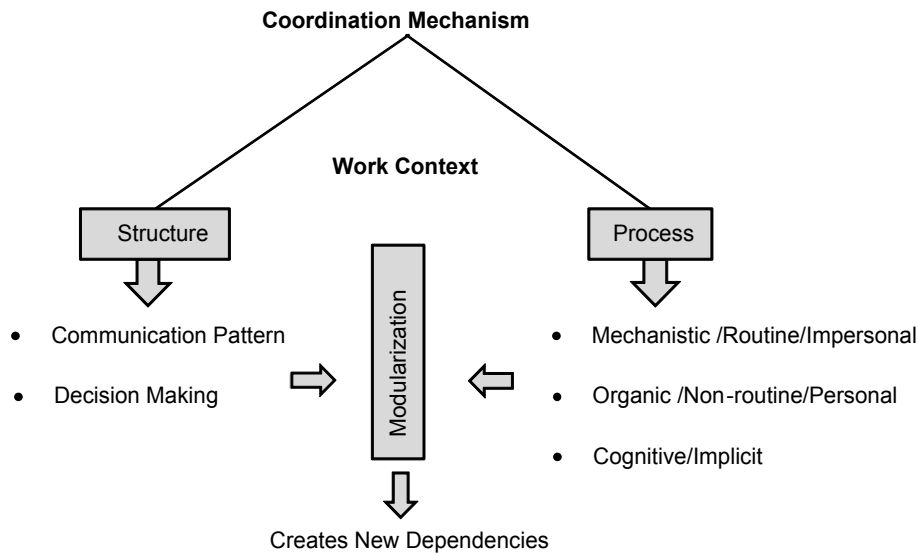 Coordination Mechanism
Work Context
Structure
Process
Modularization
• Communication Pattern
• Decision Making
• Mechanistic /Routine/Impersonal
• Organic /Non-routine/Personal
• Cognitive/Implicit
Creates New Dependencies